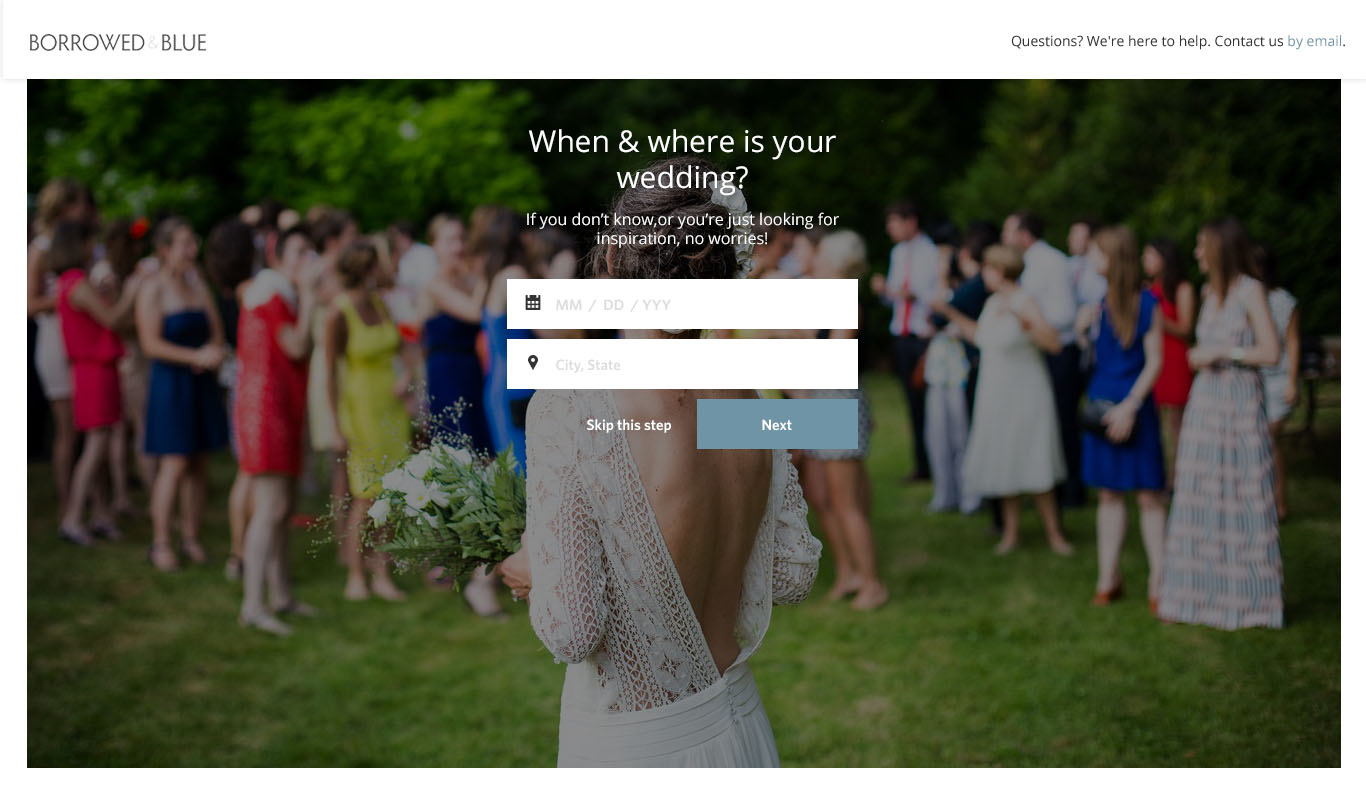 BORROWED & BLUE
Questions? We're here to help. Contact us by email.
When & where is your
wedding?
If you don’t know,or you’re just looking for
inspiration, no worries!
MM / DD / YYY
City, State
Skip this step
Next